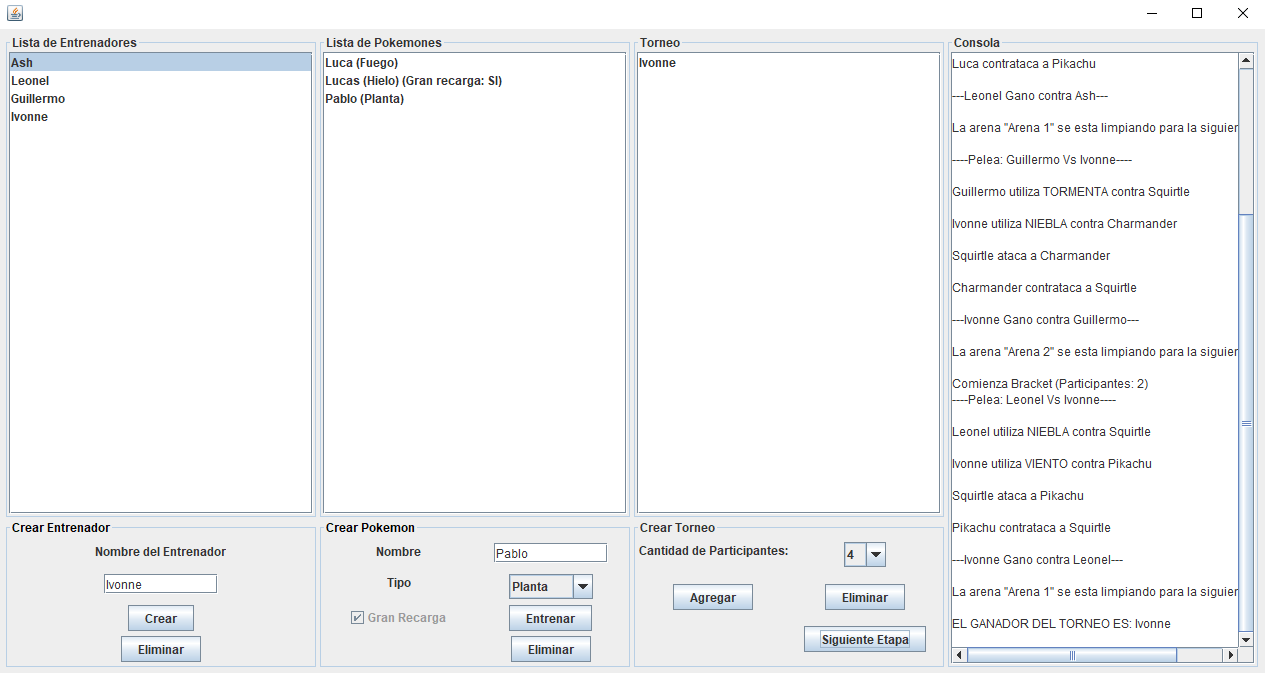 Lista de Entrenadores
Ash
Leonel
Guillermo
Ivonne
Lista de Pokemones
Luca (Fuego)
Lucas (Hielo) (Gran recarga: SI)
Pablo (Planta)
Torneo
Ivonne
Consola
Luca contrataca a Pikachu
---Leonel Gano contra Ash---
La arena "Arena 1" se esta limpiando para la siguier
----Pelea: Guillermo Vs Ivonne----
Guillermo utiliza TORMENTA contra Squirtle
Ivonne utiliza NIEBLA contra Charmander
Squirtle ataca a Charmander
Charmander contrataca a Squirtle
---Ivonne Gano contra Guillermo---
La arena "Arena 2" se esta limpiando para la siguier
Comienza Bracket (Participantes: 2)
----Pelea: Leonel Vs Ivonne----
Leonel utiliza NIEBLA contra Squirtle
Ivonne utiliza VIENTO contra Pikachu
Squirtle ataca a Pikachu
Pikachu contrataca a Squirtle
---Ivonne Gano contra Leonel---
La arena "Arena 1" se esta limpiando para la siguier
EL GANADOR DEL TORNEO ES: Ivonne
Crear Entrenador
Nombre del Entrenador
Ivonne
Crear
Eliminar
Crear Pokemon
Nombre
Pablo
Tipo
Planta
Gran Recarga
Entrenar
Eliminar
Crear Torneo
Cantidad de Participantes:
4
Agregar
Eliminar
Siguiente Etapa